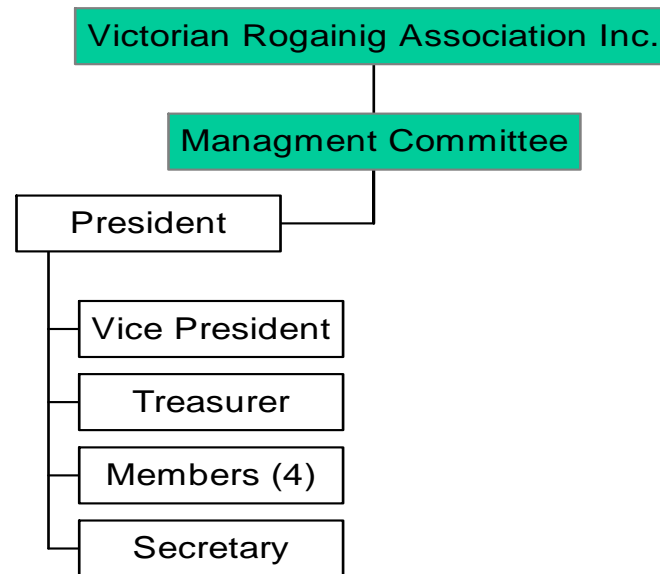 Victorian Rogainig Association Inc.
Managment Committee
President
Vice President
Treasurer
Members (4)
Secretary